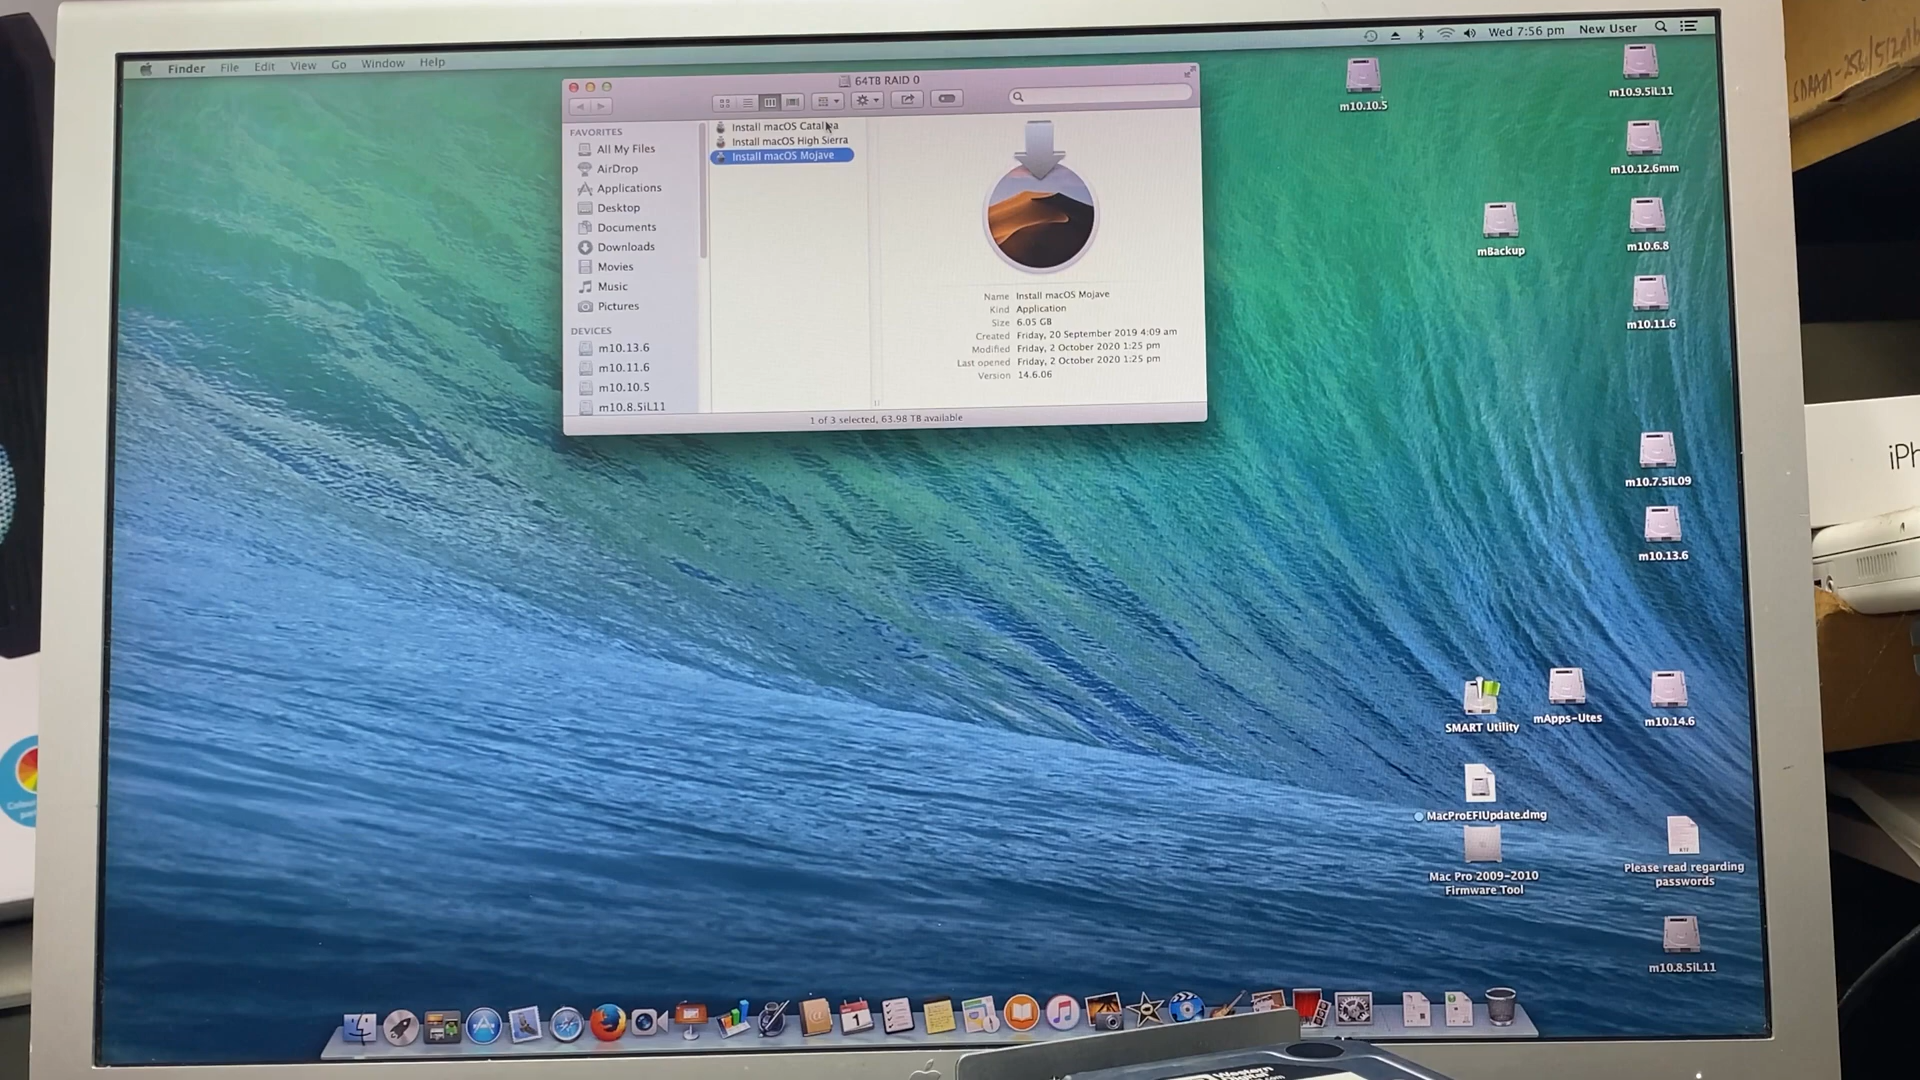 Finder File Edit View Go Window Help
Wed 7:56 pm New User
64TB RAID 0
FAVORITES
All My Files
AirDrop
Applications
Desktop
Documents
Downloads
Movies
Music
Pictures
DEVICES
m10.13.6
m10.11.6
m10.10.5
m10.8.5iL11
Install macOS Catalina
Install macOS High Sierra
Install macOS Mojave
Name Install macOS Mojave
Kind Application
Size 6.05 GB
Created Friday, 20 September 2019 4:09 am
Modified Friday, 2 October 2020 1:25 pm
Last opened Friday, 2 October 2020 1:25 pm
Version 14.6.06
1 of 3 selected, 63.98 TB available
m10.10.5
m10.9.5iL11
m10.12.6mm
mBackup
m10.6.8
m10.11.6
m10.7.5iL09
m10.13.6
SMART Utility
mApps-Utes
m10.14.6
MacProEFIUpdate.dmg
Mac Pro 2009-2010
Firmware Tool
Please read regarding
passwords
m10.8.5iL11
1
Western
Digital
iPh